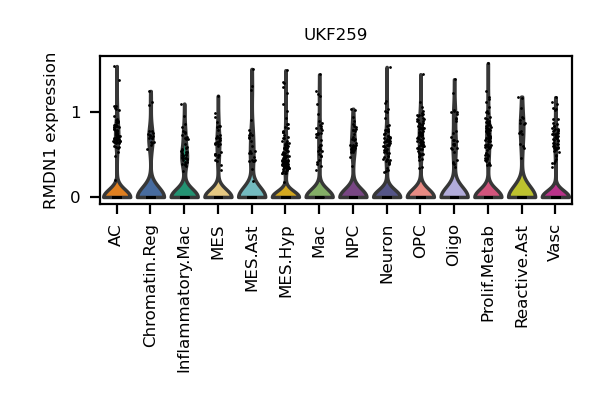 UKF259
RMDN1 expression
1
0
AC
Chromatin.Reg
Inflammatory.Mac
MES
MES.Ast
MES.Hyp
Mac
NPC
Neuron
OPC
Oligo
Prolif.Metab
Reactive.Ast
Vasc